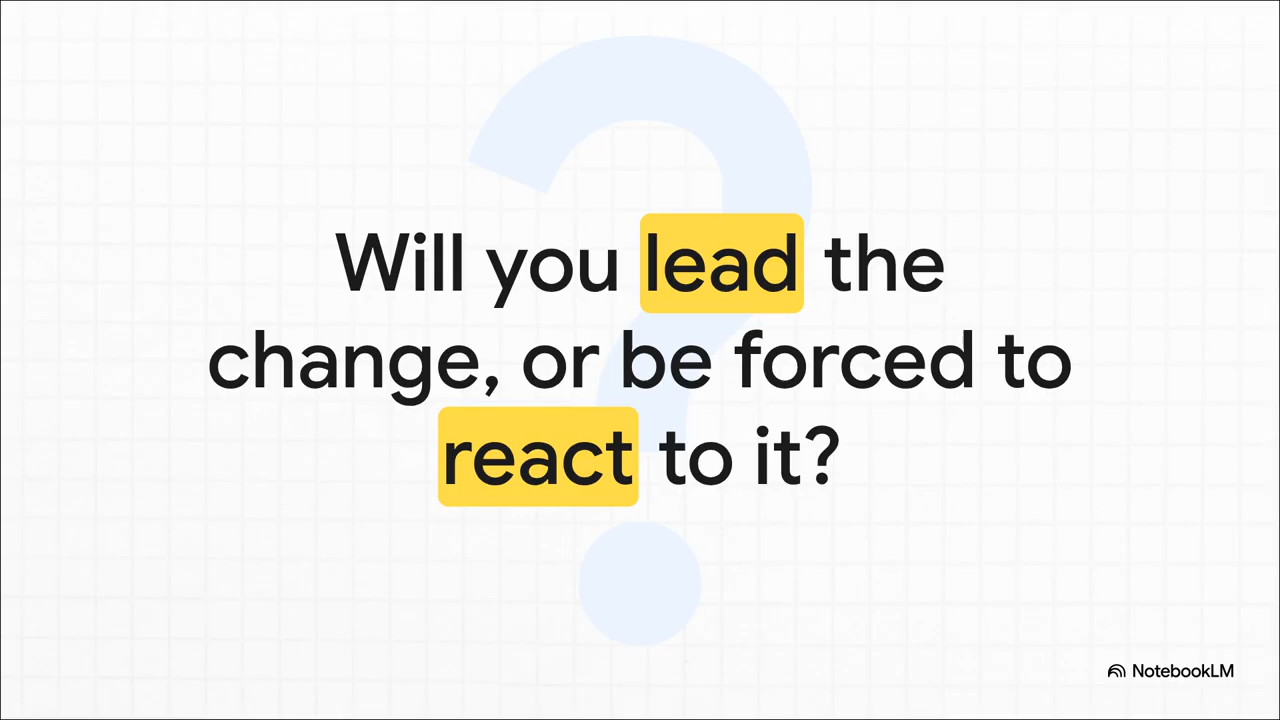 Will you lead the
change, or be forced to
react to it?
NotebookLM